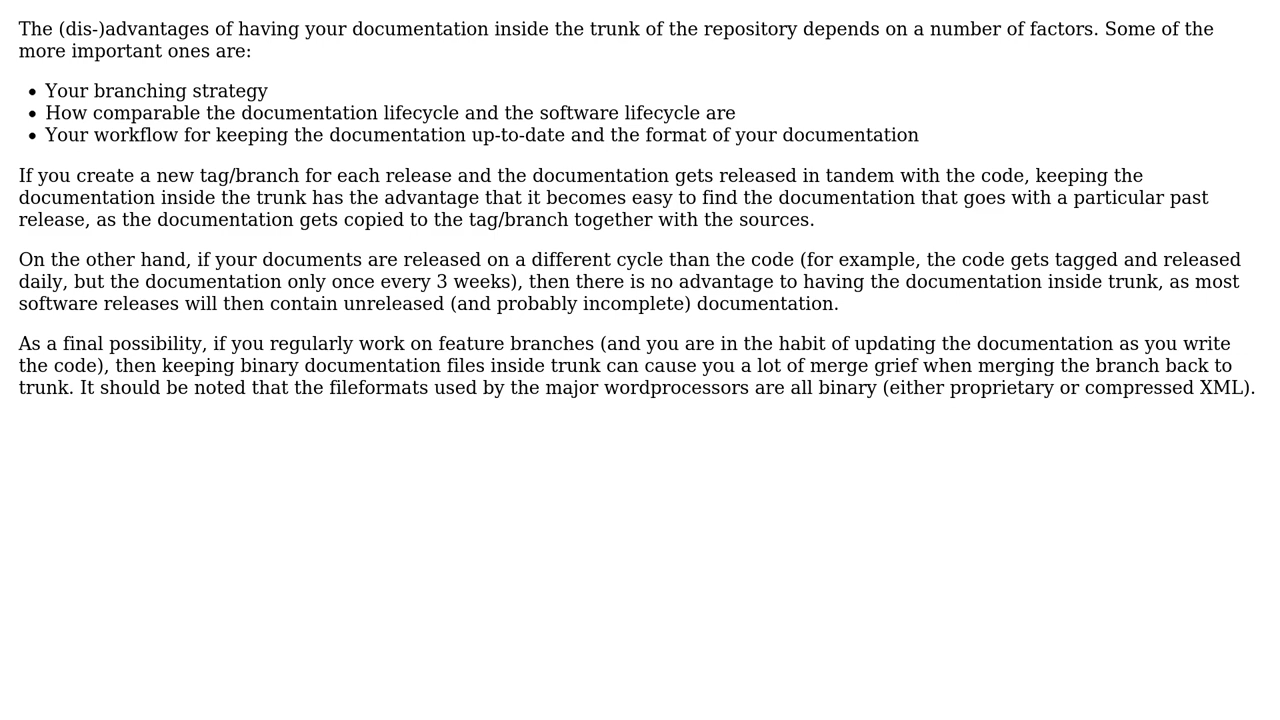 The (dis-)advantages of having your documentation inside the trunk of the repository depends on a number of factors. Some of the
more important ones are:
• Your branching strategy
• How comparable the documentation lifecycle and the software lifecycle are
• Your workflow for keeping the documentation up-to-date and the format of your documentation
If you create a new tag/branch for each release and the documentation gets released in tandem with the code, keeping the
documentation inside the trunk has the advantage that it becomes easy to find the documentation that goes with a particular past
release, as the documentation gets copied to the tag/branch together with the sources.
On the other hand, if your documents are released on a different cycle than the code (for example, the code gets tagged and released
daily, but the documentation only once every 3 weeks), then there is no advantage to having the documentation inside trunk, as most
software releases will then contain unreleased (and probably incomplete) documentation.
As a final possibility, if you regularly work on feature branches (and you are in the habit of updating the documentation as you write
the code), then keeping binary documentation files inside trunk can cause you a lot of merge grief when merging the branch back to
trunk. It should be noted that the fileformats used by the major wordprocessors are all binary (either proprietary or compressed XML).